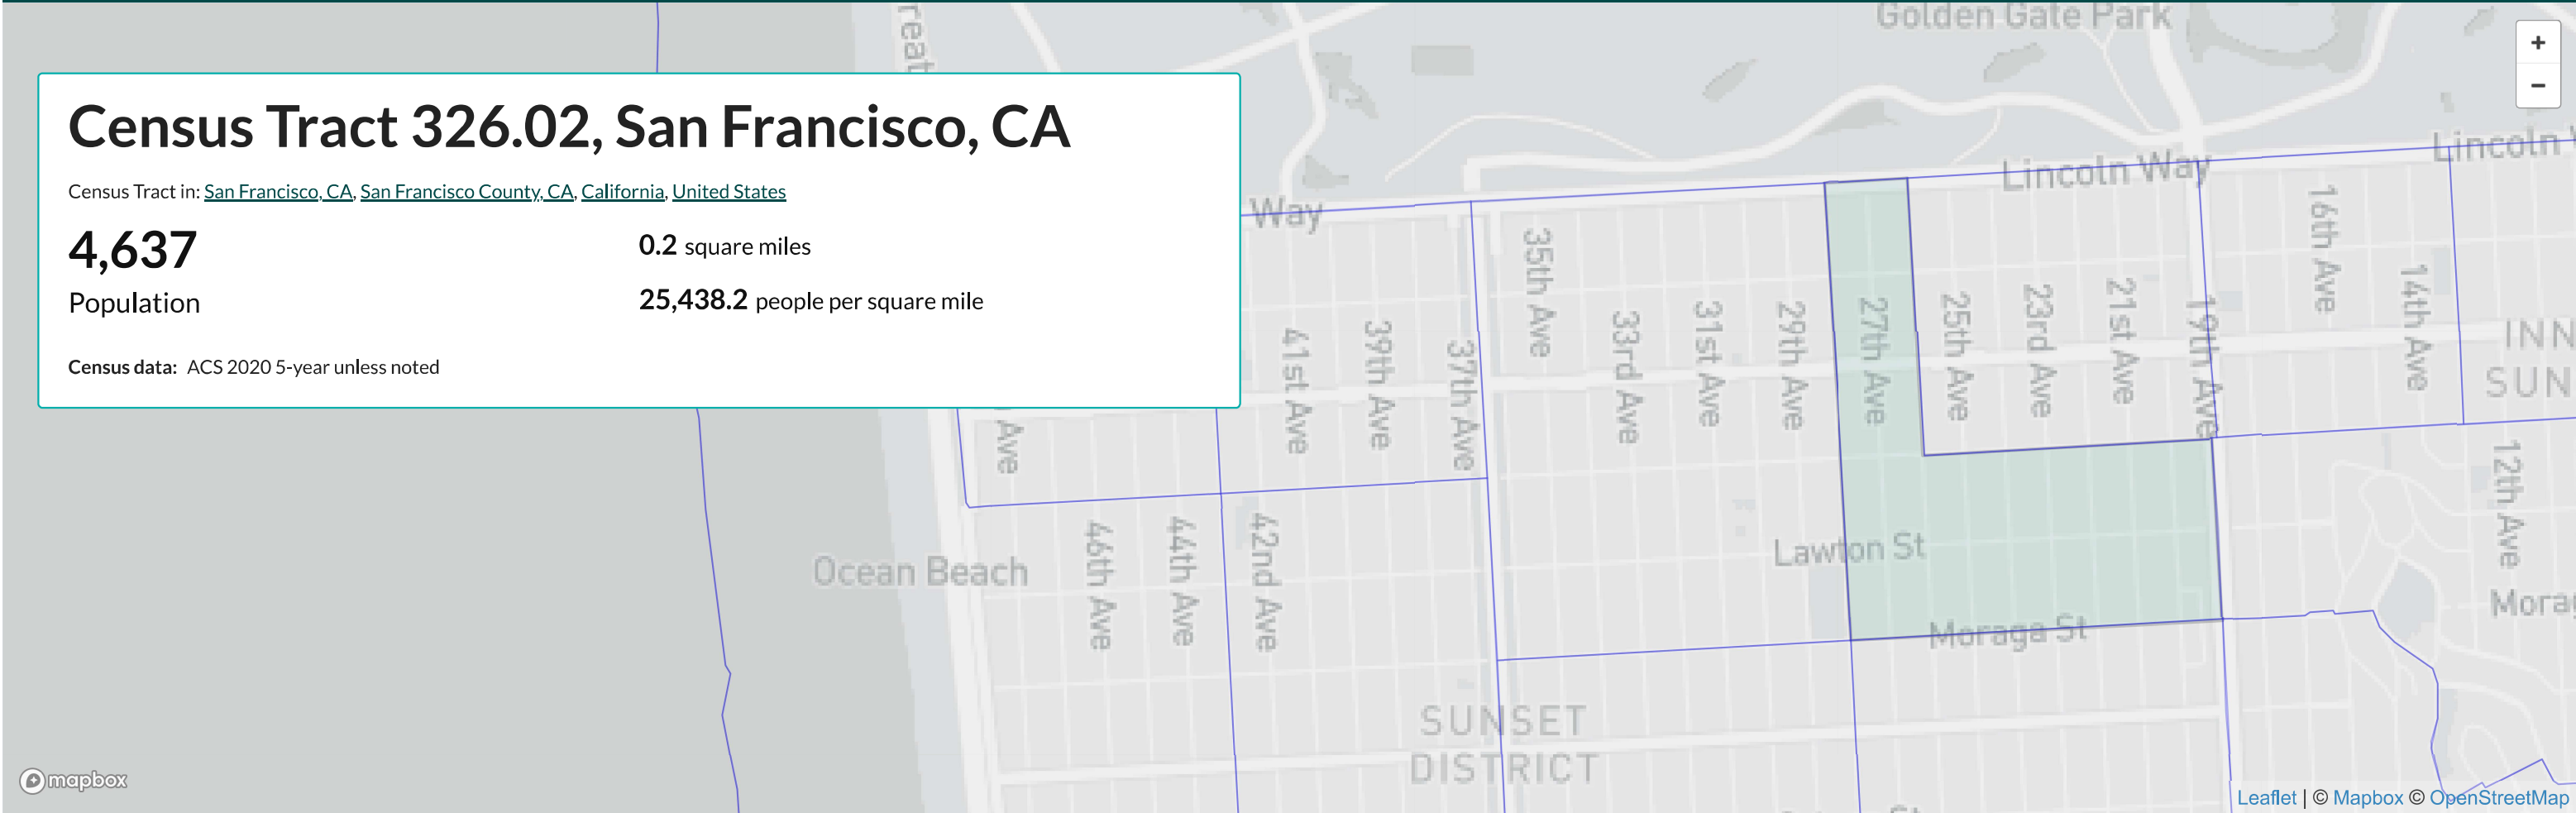 Golden Gate Park
reat
+
−
Census Tract 326.02, San Francisco, CA
Census Tract in: San Francisco, CA, San Francisco County, CA, California, United States
4,637
Population
0.2 square miles
25,438.2 people per square mile
Census data: ACS 2020 5-year unless noted
Lincoln
Lincoln Way
Way
16th Ave
14th Ave
35th Ave
33rd Ave
31st Ave
29th Ave
27th Ave
25th Ave
23rd Ave
21st Ave
19th Ave
41st Ave
39th Ave
37th Ave
Ave
INN
SUN
12th Ave
46th Ave
44th Ave
42nd Ave
Ocean Beach
Lawton St
Moraga St
Mora
SUNSET
DISTRICT
St
mapbox
Leaflet | © Mapbox © OpenStreetMap